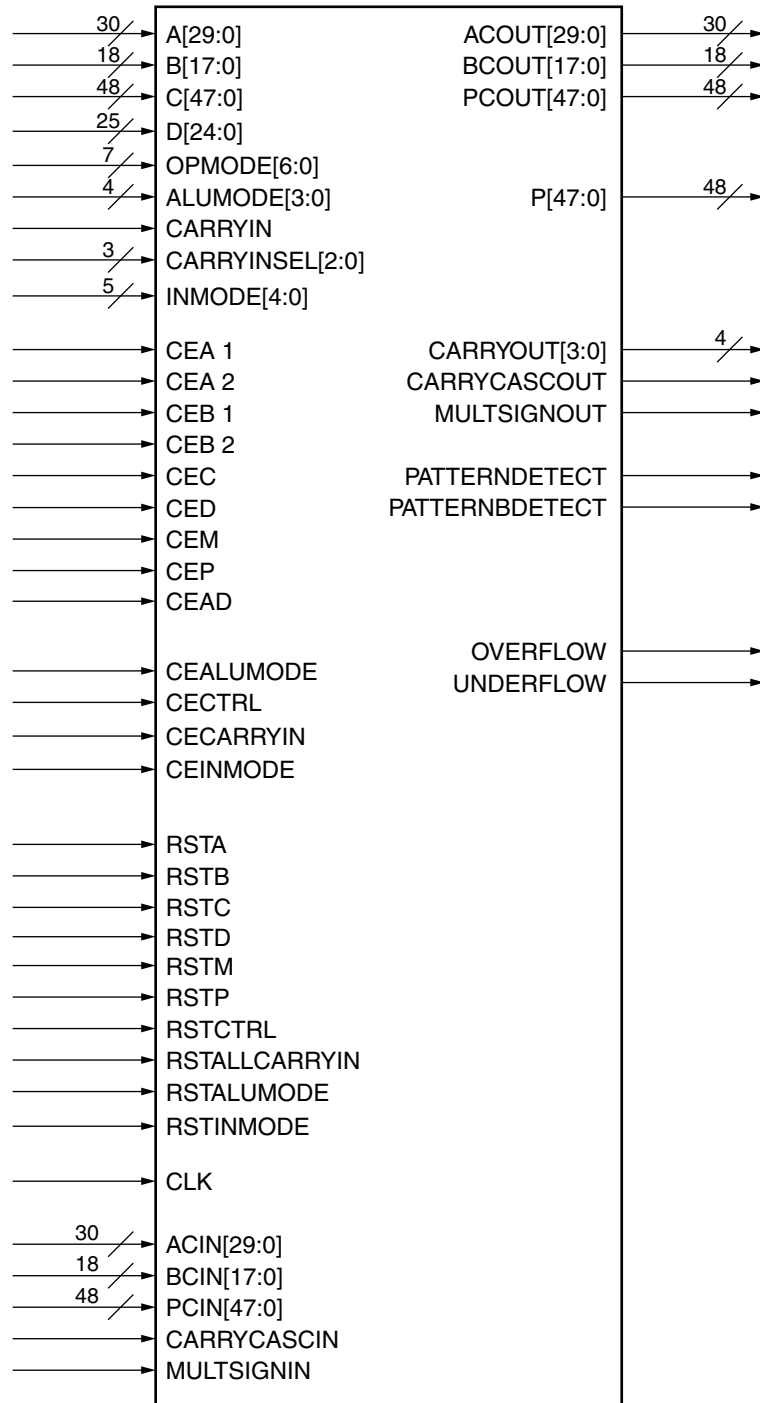 30 A[29:0] ACOUT[29:0] 30
18 B[17:0] BCOUT[17:0] 18
48 C[47:0] PCOUT[47:0] 48
25 D[24:0]
7 OPMODE[6:0]
4 ALUMODE[3:0] P[47:0] 48
CARRYIN
3 CARRYINSEL[2:0]
5 INMODE[4:0]
CEA 1 CARRYOUT[3:0] 4
CEA 2 CARRYCASCOUT
CEB 1 MULTSIGNOUT
CEB 2
CEC PATTERNDETECT
CED PATTERNBDETECT
CEM
CEP
CEAD
OVERFLOW
CEALUMODE UNDERFLOW
CECTRL
CECARRYIN
CEINMODE
RSTA
RSTB
RSTC
RSTD
RSTM
RSTP
RSTCTRL
RSTALLCARRYIN
RSTALUMODE
RSTINMODE
CLK
30 ACIN[29:0]
18 BCIN[17:0]
48 PCIN[47:0]
CARRYCASCIN
MULTSIGNIN